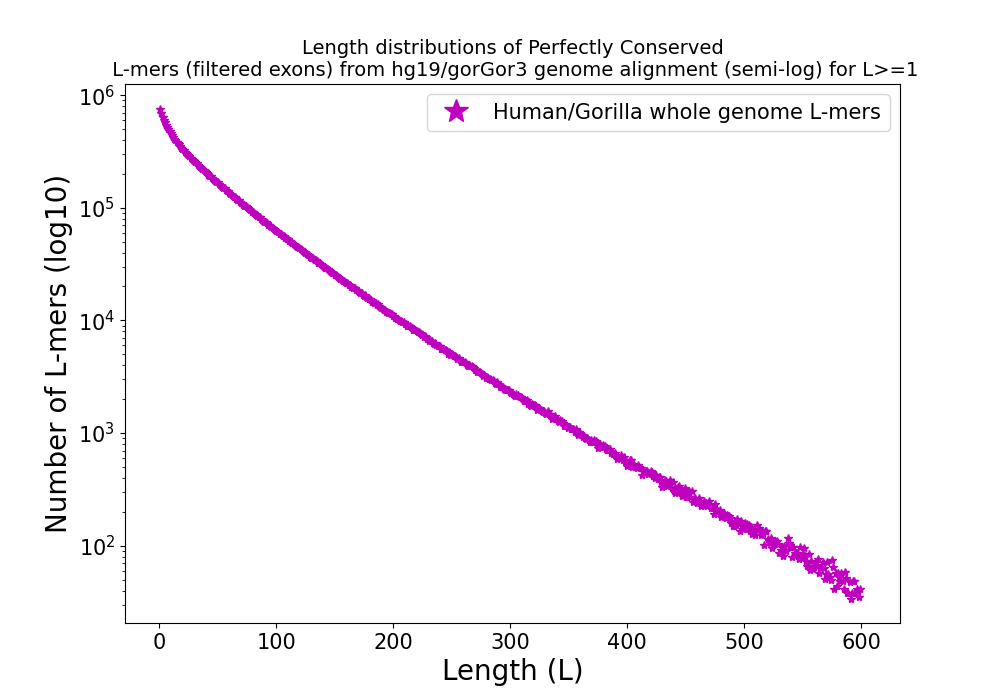 Length distributions of Perfectly Conserved
L-mers (filtered exons) from hg19/gorGor3 genome alignment (semi-log) for L>=1
Human/Gorilla whole genome L-mers
Number of L-mers (log10)
10^6
10^5
10^4
10^3
10^2
0 100 200 300 400 500 600
Length (L)